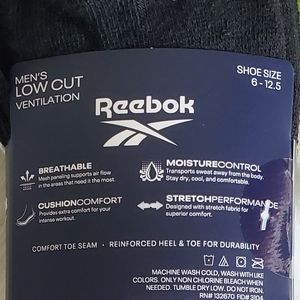 MEN'S
LOW CUT
VENTILATION
SHOE SIZE
6 - 12.5
Reebok
BREATHABLE
Mesh paneling supports air flow
in the areas that need it the most.
MOISTURECONTROL
Transports sweat away from the body.
Stay dry, cool, and comfortable.
CUSHIONCOMFORT
Provides extra comfort for your
intense workout.
STRETCHPERFORMANCE
Designed with stretch fabric for
superior comfort.
COMFORT TOE SEAM • REINFORCED HEEL & TOE FOR DURABILITY
MACHINE WASH COLD, WASH WITH LIKE
COLORS. ONLY NON CHLORINE BLEACH WHEN
NEEDED. TUMBLE DRY LOW. DO NOT IRON.
RN# 132670 FID#